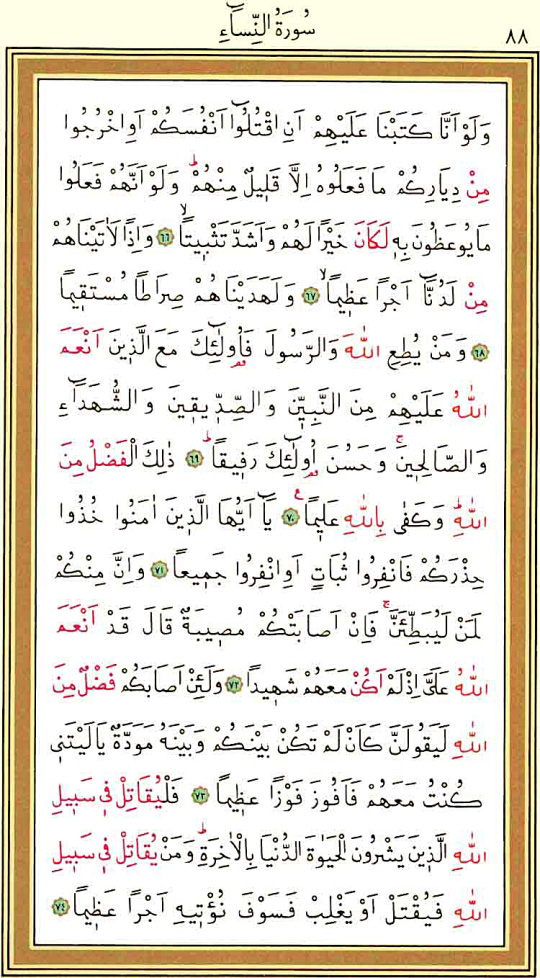 سُورَةُ النِّسَاءِ
٨٨
وَلَوْ اَنَّا كَتَبْنَا عَلَيْهِمْ اَنِ اقْتُلُٓوا اَنْفُسَكُمْ اَوِ اخْرُجُوا
مِنْ دِيَارِكُمْ مَا فَعَلُوهُ اِلَّا قَلِيلٌ مِنْهُمْۜ وَلَوْ اَنَّهُمْ فَعَلُوا
مَا يُوعَظُونَ بِهِ لَكَانَ خَيْرًا لَهُمْ وَاَشَدَّ تَثْبِيتًاۙ ﴿٦٦﴾ وَاِذًا لَاٰتَيْنَاهُمْ
مِنْ لَدُنَّٓا اَجْرًا عَظِيمًاۙ ﴿٦٧﴾ وَلَهَدَيْنَاهُمْ صِرَاطًا مُسْتَقِيمًا
﴿٦٨﴾ وَمَنْ يُطِعِ اللّٰهَ وَالرَّسُولَ فَاُو۬لٰٓئِكَ مَعَ الَّذِينَ اَنْعَمَ
اللّٰهُ عَلَيْهِمْ مِنَ النَّبِيّٖنَ وَالصِّدّٖيقِينَ وَالشُّهَدَٓاءِ
وَالصَّالِحِينَۚ وَحَسُنَ اُو۬لٰٓئِكَ رَفِيقًاۜ ﴿٦٩﴾ ذٰلِكَ الْفَضْلُ مِنَ
اللّٰهِۜ وَكَفٰى بِاللّٰهِ عَلِيمًا۟ ﴿٧٠﴾ يَٓا اَيُّهَا الَّذِينَ اٰمَنُوا خُذُوا
حِذْرَكُمْ فَانْفِرُوا ثُبَاتٍ اَوِ انْفِرُوا جَمِيعًا ﴿٧١﴾ وَاِنَّ مِنْكُمْ
لَمَنْ لَيُبَطِّئَنَّۚ فَاِنْ اَصَابَتْكُمْ مُصِيبَةٌ قَالَ قَدْ اَنْعَمَ
اللّٰهُ عَلَيَّ اِذْ لَمْ اَكُنْ مَعَهُمْ شَهِيدًا ﴿٧٢﴾ وَلَئِنْ اَصَابَكُمْ فَضْلٌ مِنَ
اللّٰهِ لَيَقُولَنَّ كَاَنْ لَمْ تَكُنْ بَيْنَكُمْ وَبَيْنَهُ مَوَدَّةٌ يَا لَيْتَنِي
كُنْتُ مَعَهُمْ فَاَفُوزَ فَوْزًا عَظِيمًا ﴿٧٣﴾ فَلْيُقَاتِلْ فِي سَبِيلِ
اللّٰهِ الَّذِينَ يَشْرُونَ الْحَيٰوةَ الدُّنْيَا بِالْاٰخِرَةِۜ وَمَنْ يُقَاتِلْ فِي سَبِيلِ
اللّٰهِ فَيُقْتَلْ اَوْ يَغْلِبْ فَسَوْفَ نُؤْتِيهِ اَجْرًا عَظِيمًا ﴿٧٤﴾